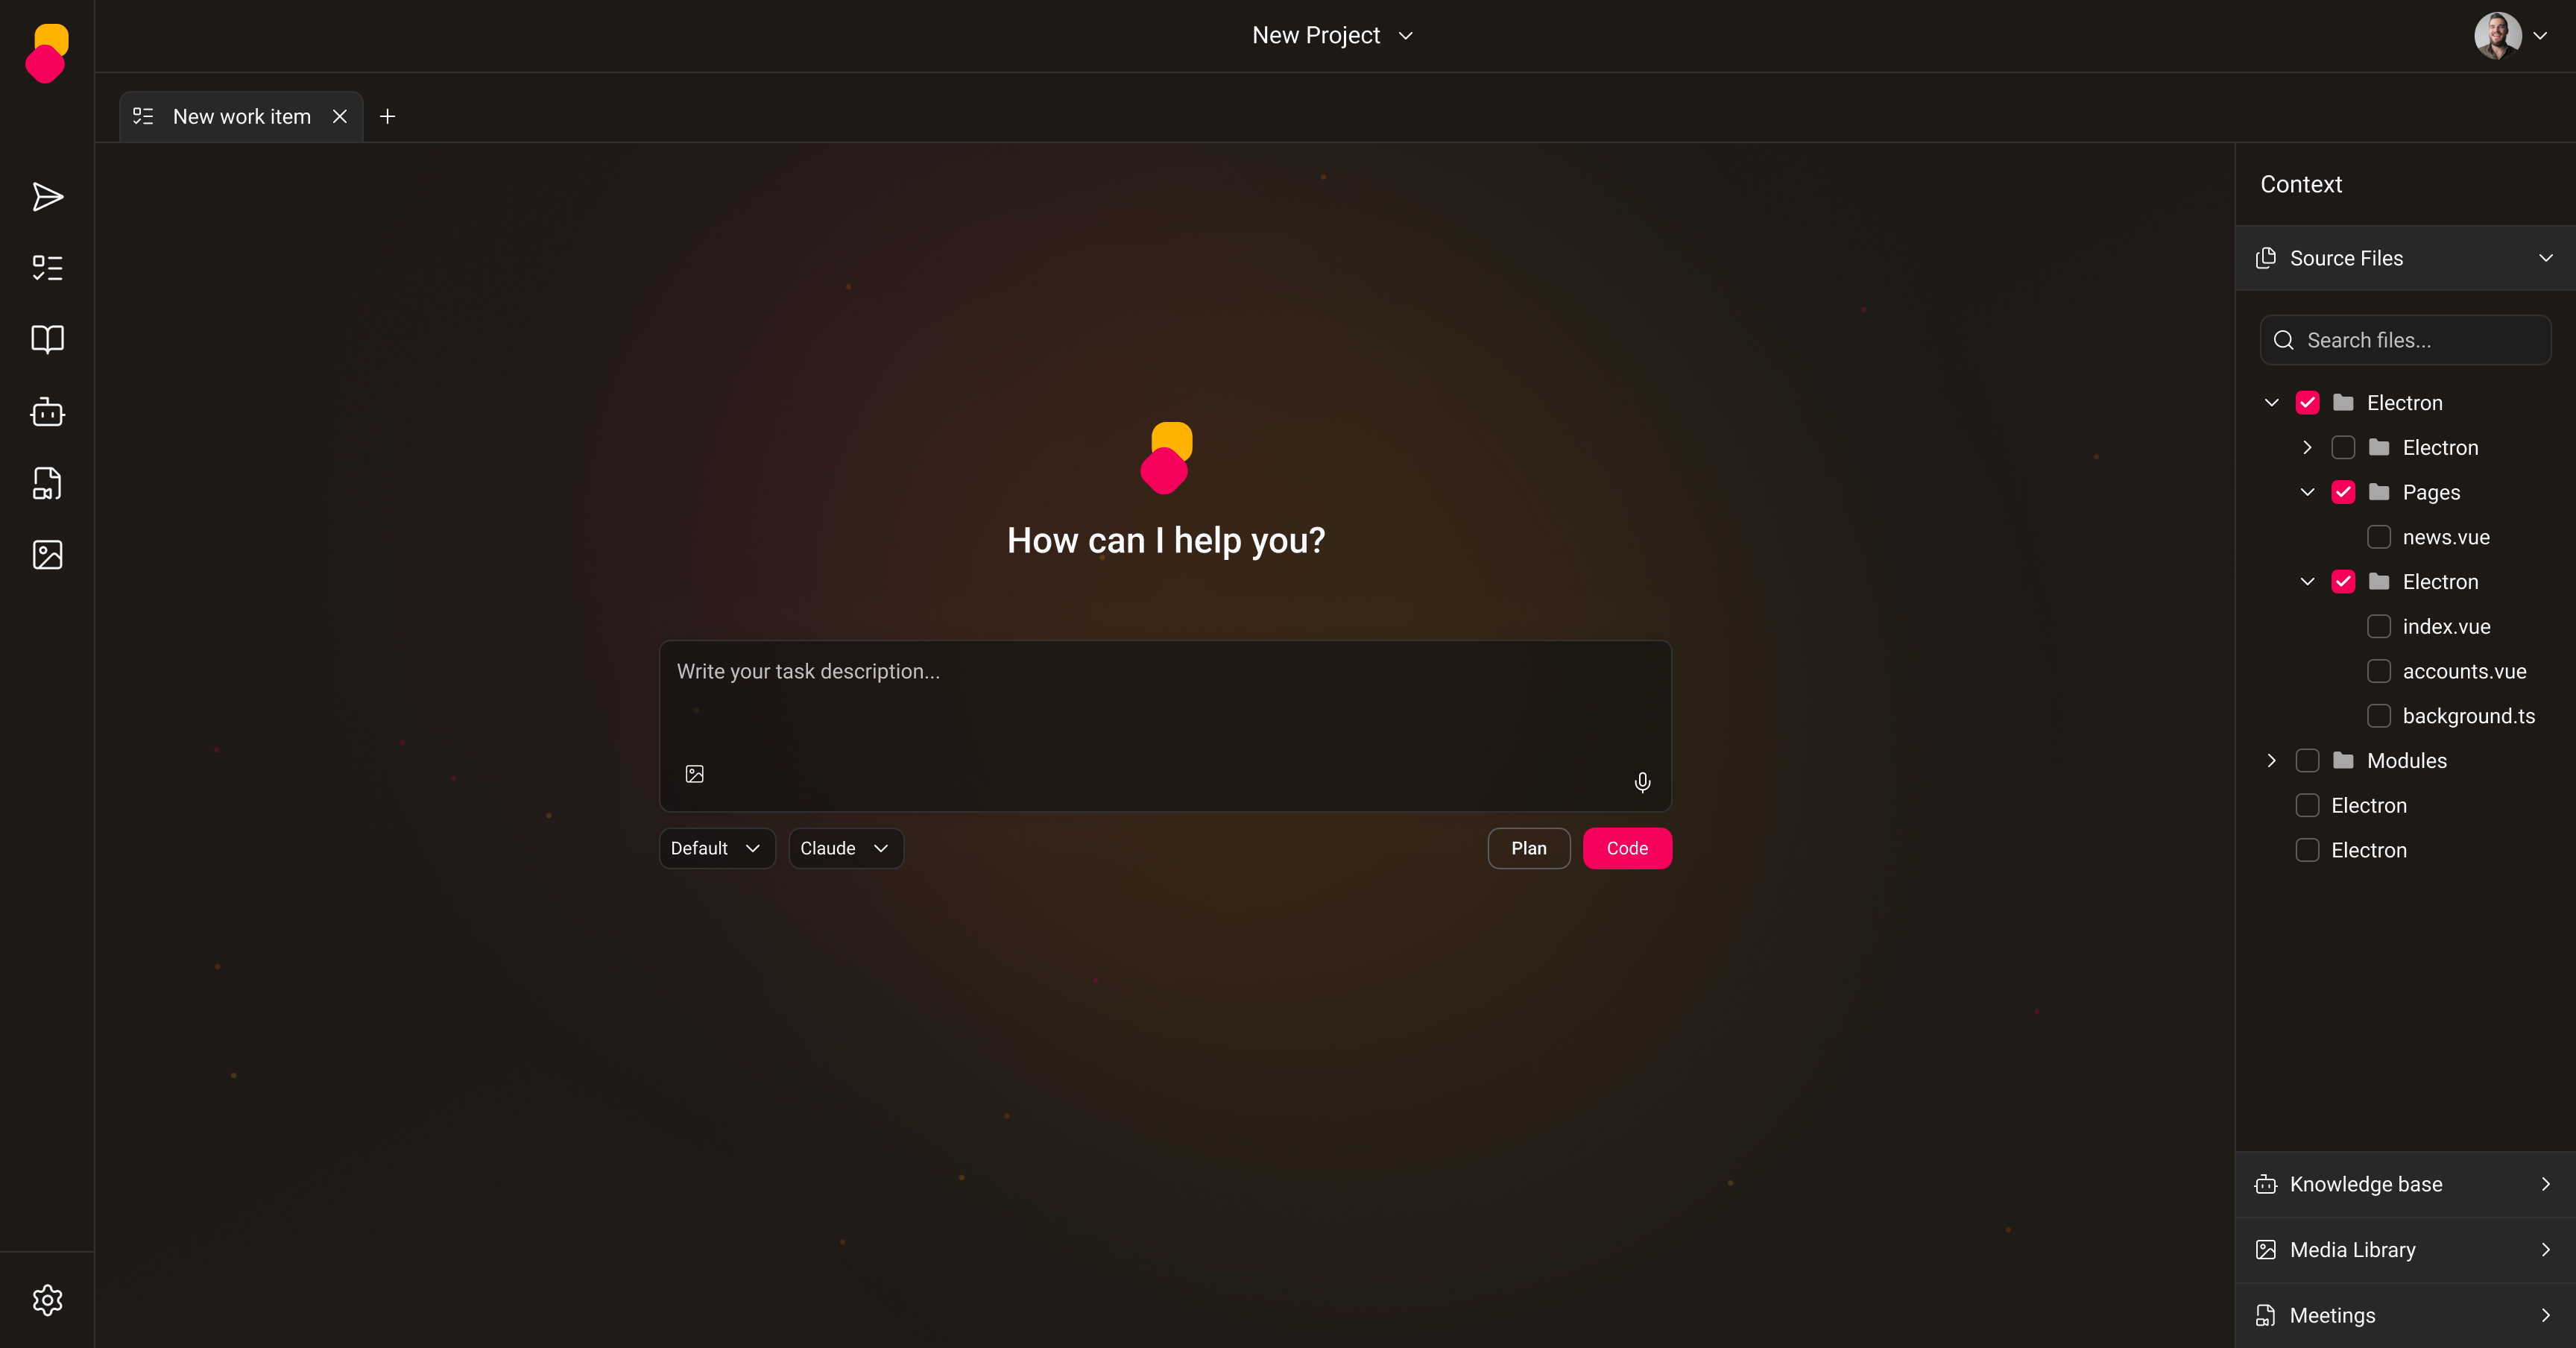 New Project
New work item
How can I help you?
Write your task description...
Default
Claude
Plan
Code
Context
Source Files
Search files...
Electron
Electron
Pages
news.vue
Electron
index.vue
accounts.vue
background.ts
Modules
Electron
Electron
Knowledge base
Media Library
Meetings